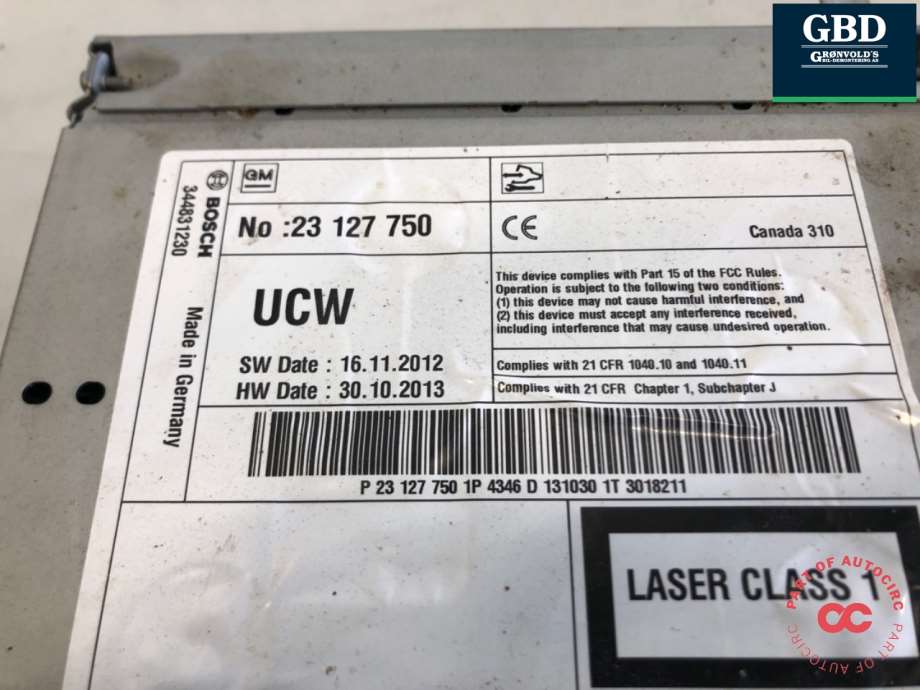 GBD
GRØNVOLD'S
BIL-DEMONTERING AS
BOSCH
344831230
Made in Germany
GM
No :23 127 750
CE
Canada 310
UCW
SW Date : 16.11.2012
HW Date : 30.10.2013
This device complies with Part 15 of the FCC Rules.
Operation is subject to the following two conditions:
(1) this device may not cause harmful interference, and
(2) this device must accept any interference received,
including interference that may cause undesired operation.
Complies with 21 CFR 1040.10 and 1040.11
Complies with 21 CFR Chapter 1, Subchapter J
P 23 127 750 1P 4346 D 131030 1T 3018211
LASER CLASS 1
PART OF AUTOCIRC
PART OF AUTOCIRC